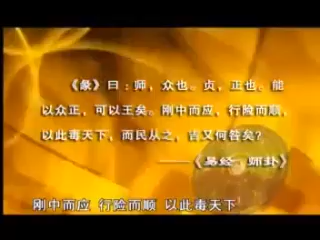 《彖》曰：师，众也。贞，正也。能
以众正，可以王矣。刚中而应，行险而顺，
以此毒天下，而民从之，吉又何咎矣？
——《易经 师卦》
刚中而应 行险而顺 以此毒天下